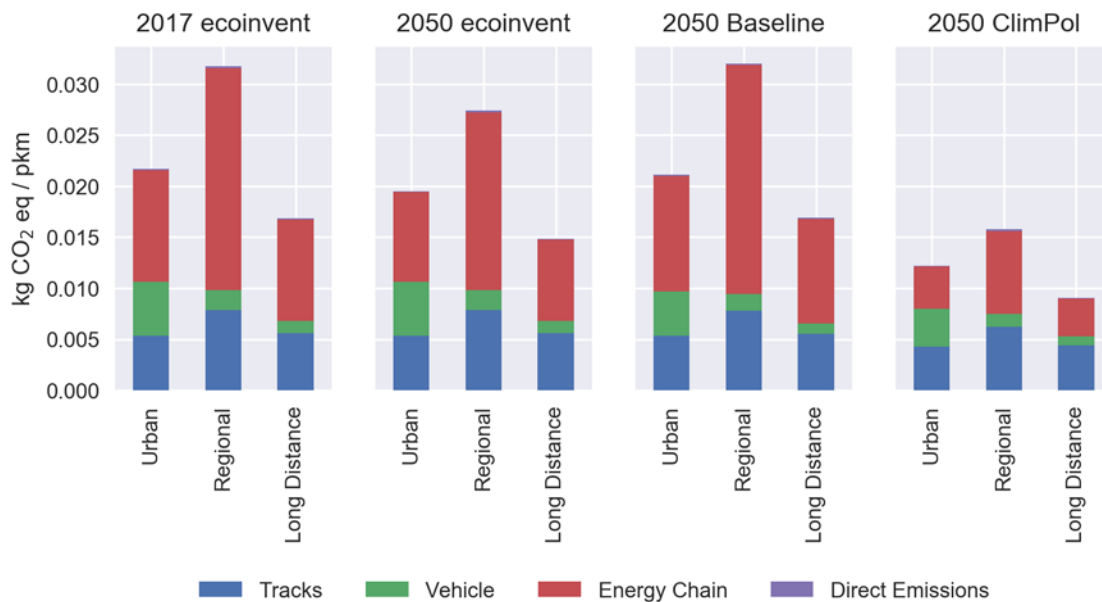 2017 ecoinvent 2050 ecoinvent 2050 Baseline 2050 ClimPol
kg CO₂ eq / pkm
0.030
0.025
0.020
0.015
0.010
0.005
0.000
Urban Regional Long Distance Urban Regional Long Distance Urban Regional Long Distance Urban Regional Long Distance
Tracks Vehicle Energy Chain Direct Emissions